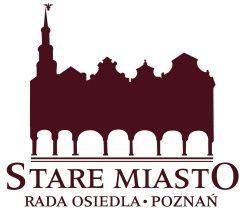 STARE MIASTO
RADA OSIEDLA • POZNAŃ